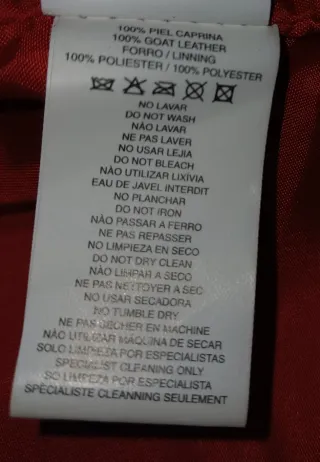 100% PIEL CAPRINA
100% GOAT LEATHER
FORRO / LINNING
100% POLIESTER / 100% POLYESTER
NO LAVAR
DO NOT WASH
NÃO LAVAR
NE PAS LAVER
NO USAR LEJIA
DO NOT BLEACH
NÃO UTILIZAR LIXÍVIA
EAU DE JAVEL INTERDIT
NO PLANCHAR
DO NOT IRON
NÃO PASSAR A FERRO
NE PAS REPASSER
NO LIMPIEZA EN SECO
DO NOT DRY CLEAN
NÃO LIMPAR A SECO
NE PAS NETTOYER A SEC
NO USAR SECADORA
NO TUMBLE DRY
NE PAS SÉCHER EN MACHINE
NÃO UTILIZAR MÁQUINA DE SECAR
SOLO LIMPIEZA POR ESPECIALISTAS
SPECIALIST CLEANING ONLY
SO LIMPEZA POR ESPECIALISTA
SPECIALISTE CLEANNING SEULEMENT